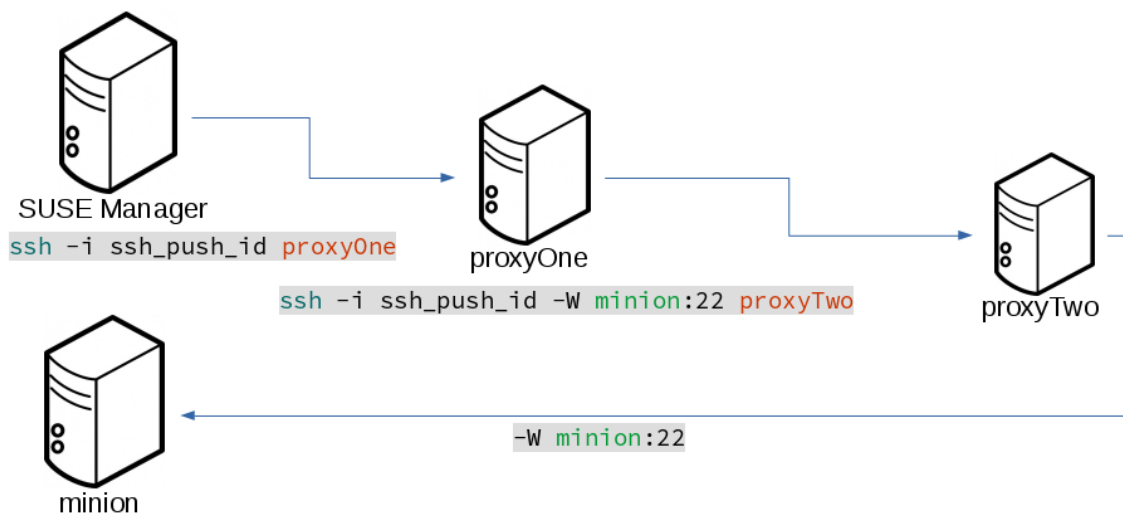 SUSE Manager
ssh -i ssh_push_id proxyOne
proxyOne
ssh -i ssh_push_id -W minion:22 proxyTwo
proxyTwo
-W minion:22
minion